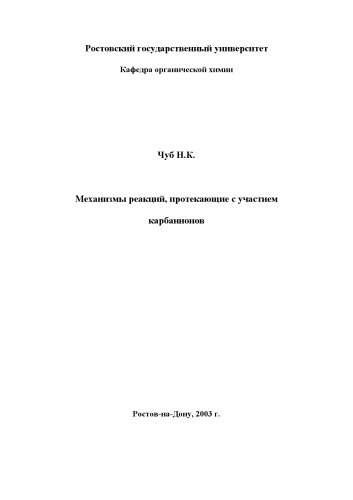 Ростовский государственный университет
Кафедра органической химии
Чуб Н.К.
Механизмы реакций, протекающие с участием
карбанионов
Ростов-на-Дону, 2003 г.